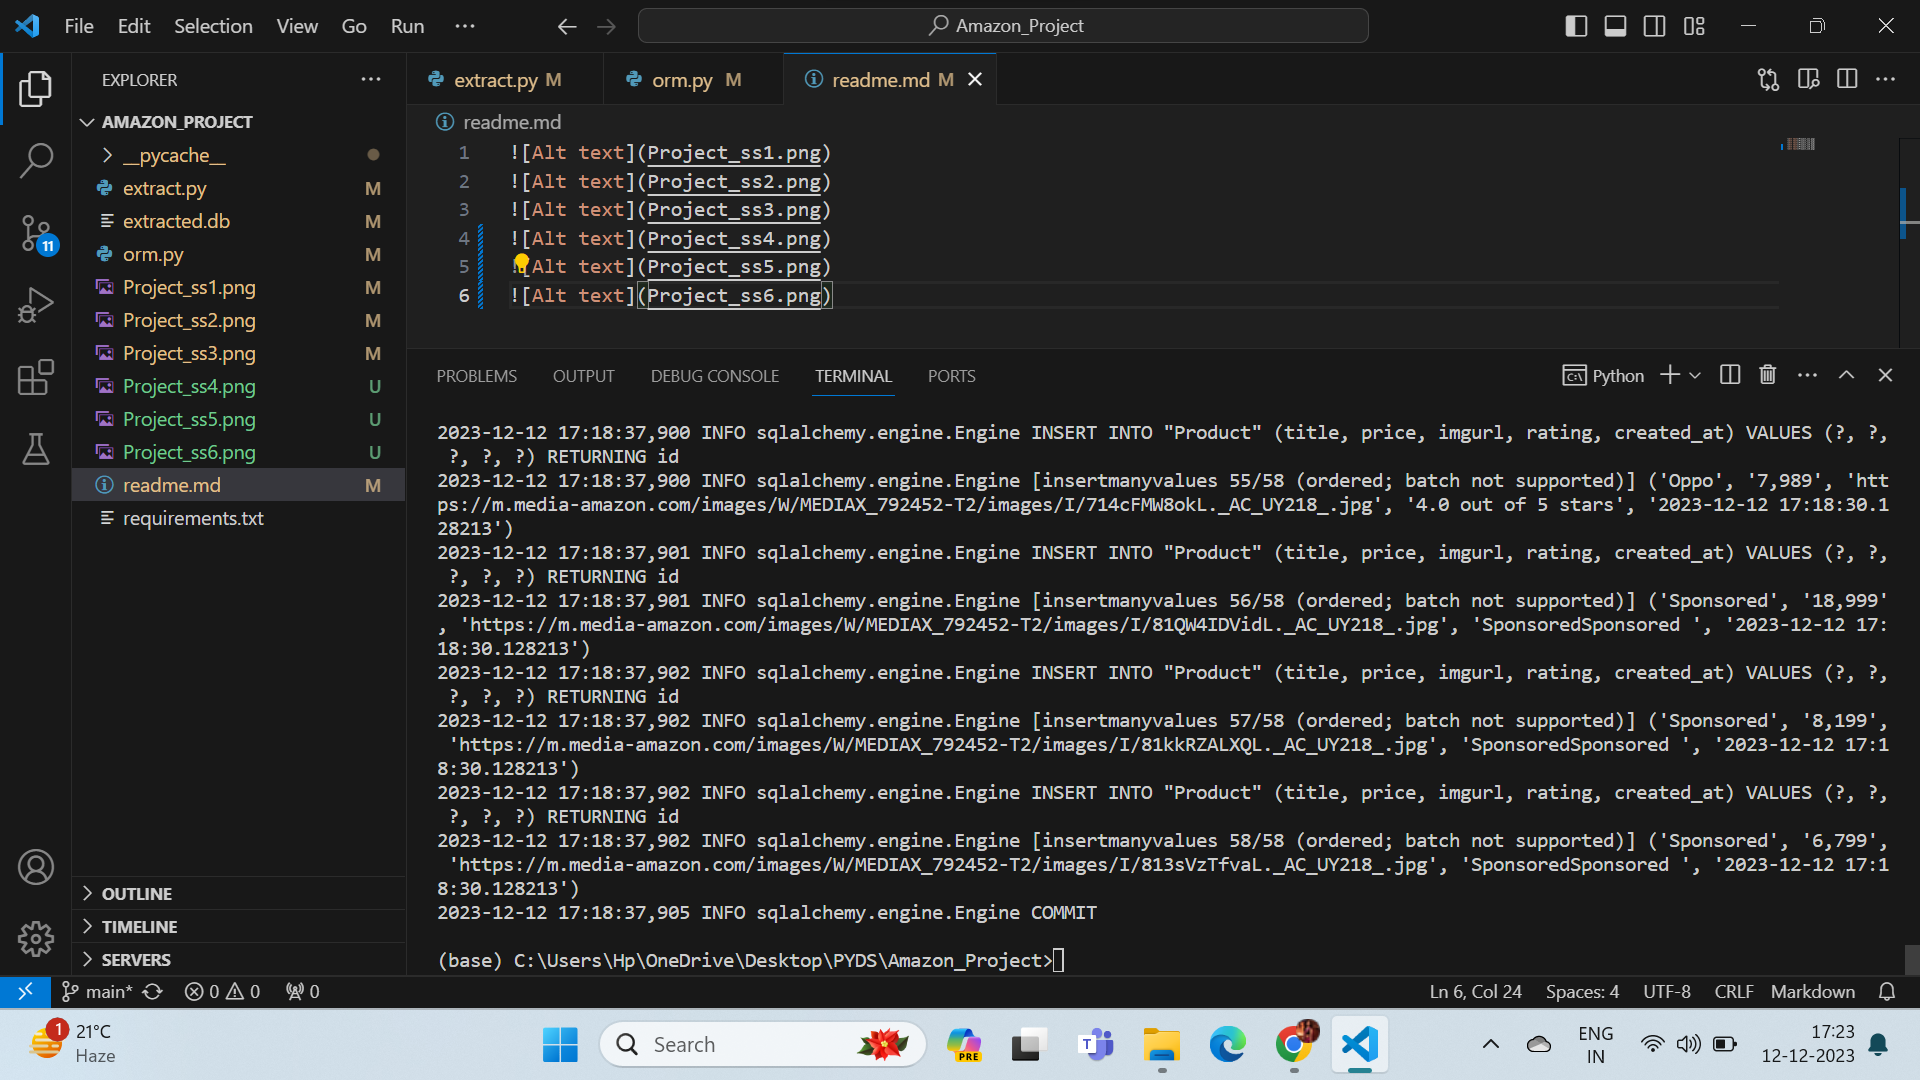 File Edit Selection View Go Run ···
Amazon_Project
EXPLORER
extract.py M
orm.py M
readme.md M
AMAZON_PROJECT
__pycache__
extract.py M
extracted.db M
orm.py M
Project_ss1.png M
Project_ss2.png M
Project_ss3.png M
Project_ss4.png U
Project_ss5.png U
Project_ss6.png U
readme.md M
requirements.txt
11
OUTLINE
TIMELINE
SERVERS
readme.md
1 ![Alt text](Project_ss1.png)
2 ![Alt text](Project_ss2.png)
3 ![Alt text](Project_ss3.png)
4 ![Alt text](Project_ss4.png)
5 ![Alt text](Project_ss5.png)
6 ![Alt text](Project_ss6.png)
PROBLEMS OUTPUT DEBUG CONSOLE TERMINAL PORTS
Python
2023-12-12 17:18:37,900 INFO sqlalchemy.engine.Engine INSERT INTO "Product" (title, price, imgurl, rating, created_at) VALUES (?, ?,
?, ?, ?) RETURNING id
2023-12-12 17:18:37,900 INFO sqlalchemy.engine.Engine [insertmanyvalues 55/58 (ordered; batch not supported)] ('Oppo', '7,989', 'htt
ps://m.media-amazon.com/images/W/MEDIAX_792452-T2/images/I/714cFMW8okL._AC_UY218_.jpg', '4.0 out of 5 stars', '2023-12-12 17:18:30.1
28213')
2023-12-12 17:18:37,901 INFO sqlalchemy.engine.Engine INSERT INTO "Product" (title, price, imgurl, rating, created_at) VALUES (?, ?,
?, ?, ?) RETURNING id
2023-12-12 17:18:37,901 INFO sqlalchemy.engine.Engine [insertmanyvalues 56/58 (ordered; batch not supported)] ('Sponsored', '18,999'
, 'https://m.media-amazon.com/images/W/MEDIAX_792452-T2/images/I/81QW4IDVidL._AC_UY218_.jpg', 'SponsoredSponsored ', '2023-12-12 17:
18:30.128213')
2023-12-12 17:18:37,902 INFO sqlalchemy.engine.Engine INSERT INTO "Product" (title, price, imgurl, rating, created_at) VALUES (?, ?,
?, ?, ?) RETURNING id
2023-12-12 17:18:37,902 INFO sqlalchemy.engine.Engine [insertmanyvalues 57/58 (ordered; batch not supported)] ('Sponsored', '8,199',
'https://m.media-amazon.com/images/W/MEDIAX_792452-T2/images/I/81kkRZALXQL._AC_UY218_.jpg', 'SponsoredSponsored ', '2023-12-12 17:1
8:30.128213')
2023-12-12 17:18:37,902 INFO sqlalchemy.engine.Engine INSERT INTO "Product" (title, price, imgurl, rating, created_at) VALUES (?, ?,
?, ?, ?) RETURNING id
2023-12-12 17:18:37,902 INFO sqlalchemy.engine.Engine [insertmanyvalues 58/58 (ordered; batch not supported)] ('Sponsored', '6,799',
'https://m.media-amazon.com/images/W/MEDIAX_792452-T2/images/I/813sVzTfvaL._AC_UY218_.jpg', 'SponsoredSponsored ', '2023-12-12 17:1
8:30.128213')
2023-12-12 17:18:37,905 INFO sqlalchemy.engine.Engine COMMIT
(base) C:\Users\Hp\OneDrive\Desktop\PYDS\Amazon_Project>
main* 0 0 0
Ln 6, Col 24 Spaces: 4 UTF-8 CRLF Markdown
1
21°C
Haze
Search
PRE
ENG
IN
17:23
12-12-2023